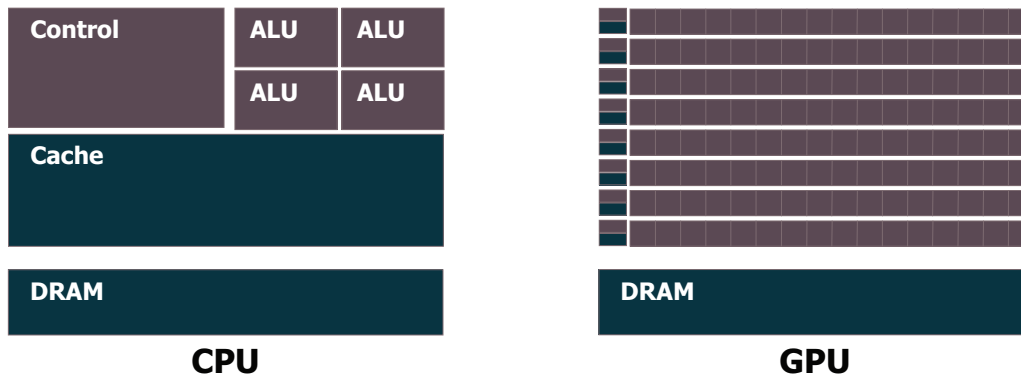 Control
ALU ALU
ALU ALU
Cache
DRAM
CPU
DRAM
GPU